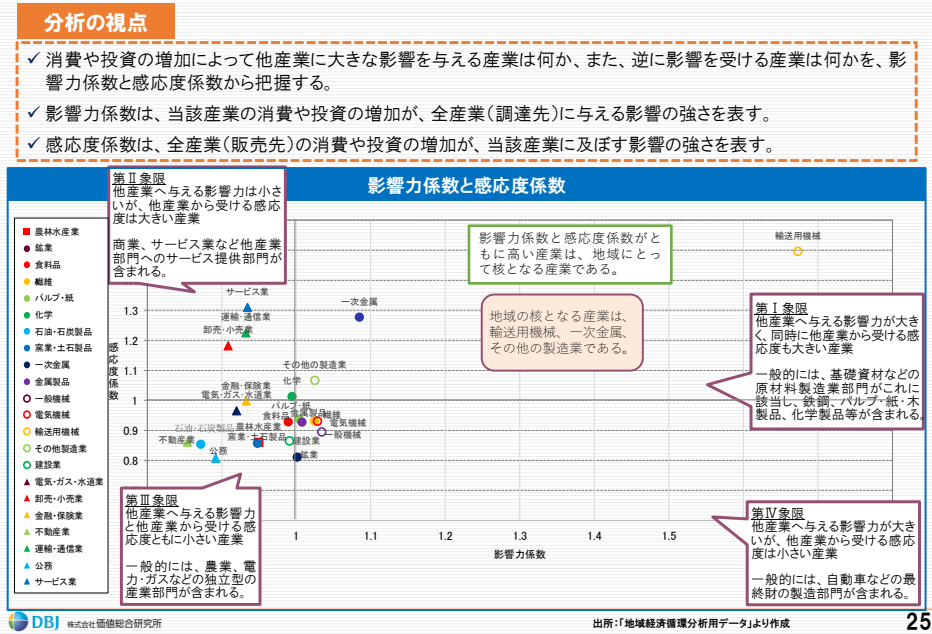 分析の視点
✓ 消費や投資の増加によって他産業に大きな影響を与える産業は何か、また、逆に影響を受ける産業は何かを、影
響力係数と感応度係数から把握する。
✓ 影響力係数は、当該産業の消費や投資の増加が、全産業（調達先）に与える影響の強さを表す。
✓ 感応度係数は、全産業（販売先）の消費や投資の増加が、当該産業に及ぼす影響の強さを表す。
影響力係数と感応度係数
第Ⅱ象限
他産業へ与える影響力は小さ
いが、他産業から受ける感応
度は大きい産業
商業、サービス業など他産業
部門へのサービス提供部門が
含まれる。
農林水産業
鉱業
食料品
繊維
パルプ・紙
化学
石油・石炭製品
窯業・土石製品
一次金属
金属製品
一般機械
電気機械
輸送用機械
その他製造業
建設業
電気・ガス・水道業
卸売・小売業
金融・保険業
不動産業
運輸・通信業
公務
サービス業
影響力係数と感応度係数がと
もに高い産業は、地域にとっ
て核となる産業である。
地域の核となる産業は、
輸送用機械、一次金属、
その他の製造業である。
輸送用機械
サービス業
一次金属
運輸・通信業
卸売・小売業
その他の製造業
化学
金融・保険業
電気・ガス・水道業
パルプ・紙
食料品
金属製品
繊維
電気機械
石油・石炭製品
農林水産業
一般機械
不動産業
窯業・土石製品
建設業
公務
鉱業
感応度係数
1.3
1.2
1.1
1
0.9
0.8
1
1.1
1.2
1.3
1.4
1.5
影響力係数
第Ⅰ象限
他産業へ与える影響力が大き
く、同時に他産業から受ける感
応度も大きい産業
一般的には、基礎資材などの
原材料製造業部門がこれに
該当し、鉄鋼、パルプ・紙・木
製品、化学製品等が含まれる。
第Ⅲ象限
他産業へ与える影響力
と他産業から受ける感
応度ともに小さい産業
一般的には、農業、電
力・ガスなどの独立型の
産業部門が含まれる。
第Ⅳ象限
他産業へ与える影響力が大き
いが、他産業から受ける感応
度は小さい産業
一般的には、自動車などの最
終財の製造部門が含まれる。
DBJ 株式会社価値総合研究所
出所：「地域経済循環分析用データ」より作成
25